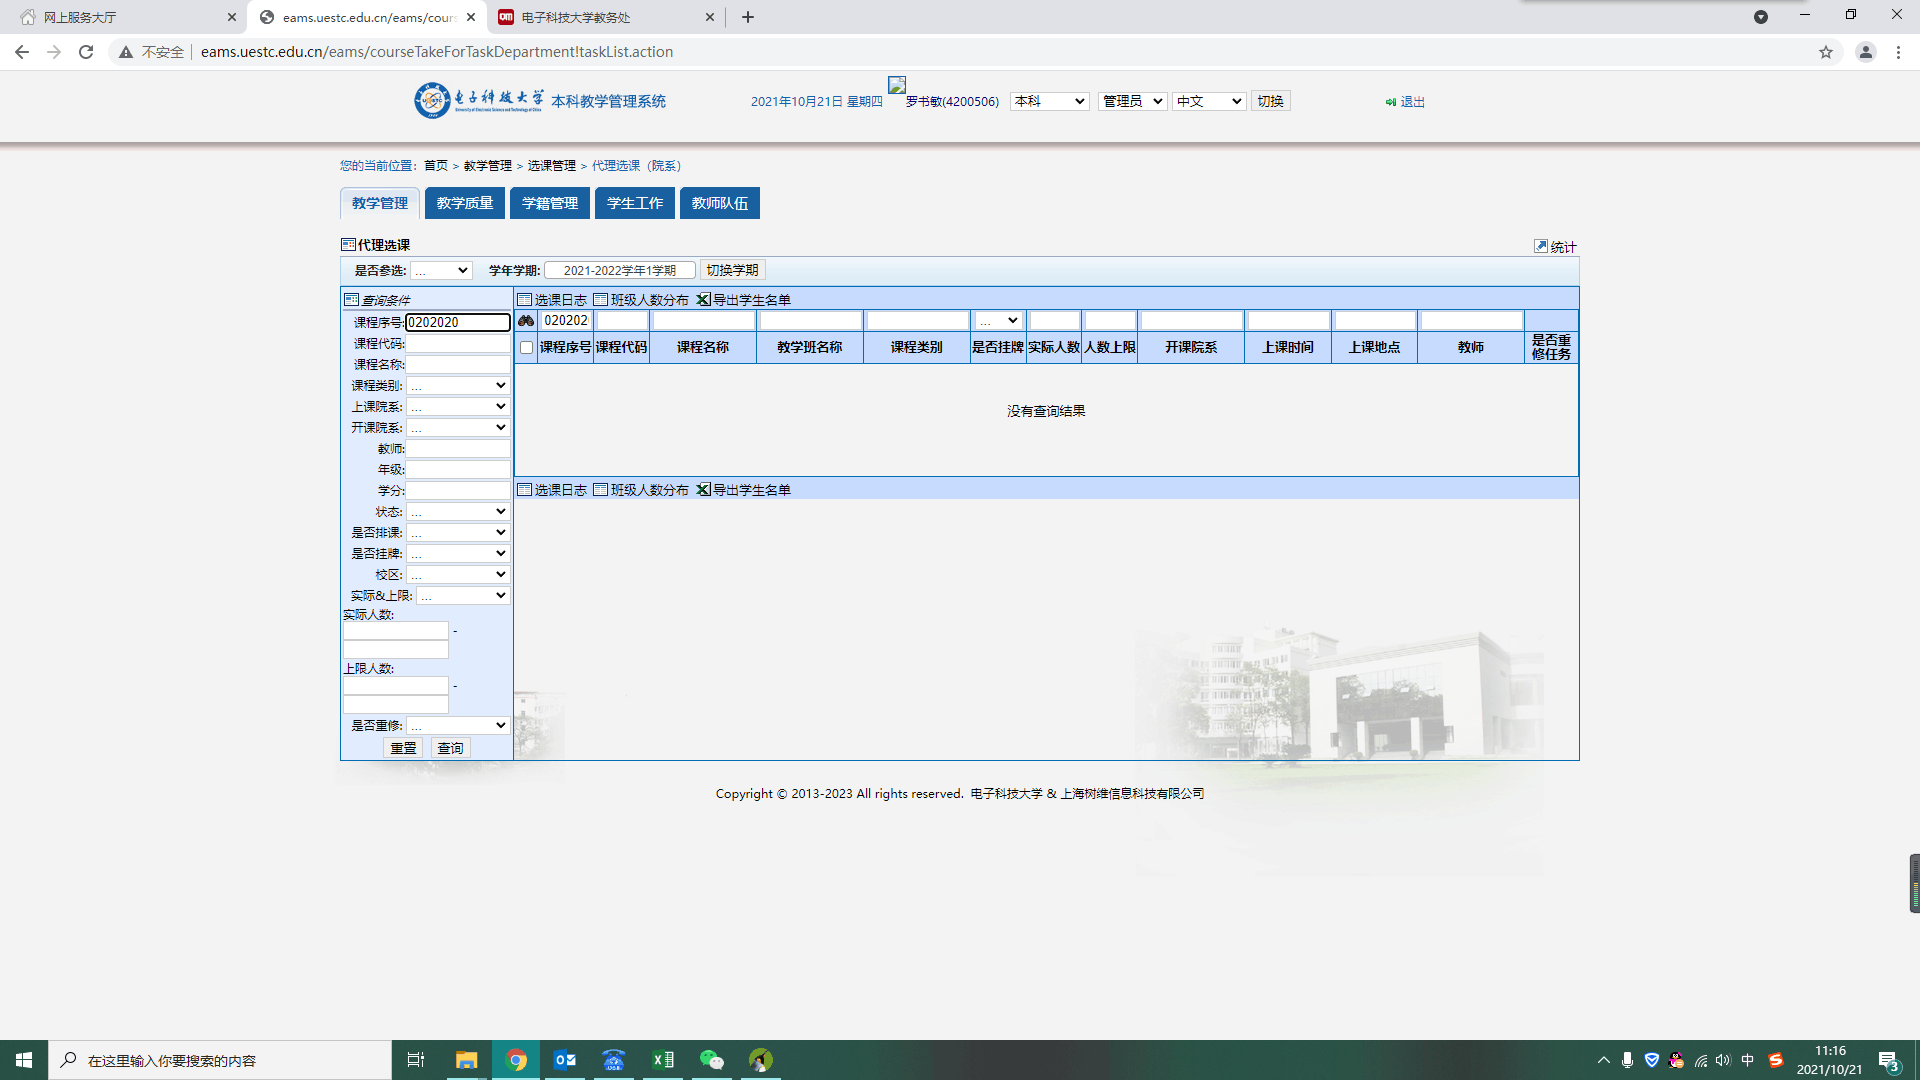 网上服务大厅
eams.uestc.edu.cn/eams/cours
电子科技大学教务处
不安全
eams.uestc.edu.cn/eams/courseTakeForTaskDepartment!taskList.action
电子科技大学
本科教学管理系统
2021年10月21日 星期四
罗书敏(4200506)
本科
管理员
中文
切换
退出
您的当前位置: 首页 > 教学管理 > 选课管理 > 代理选课（院系）
教学管理
教学质量
学籍管理
学生工作
教师队伍
代理选课
统计
是否参选: ...
学年学期: 2021-2022学年1学期
切换学期
查询条件
课程序号: 0202020
课程代码:
课程名称:
课程类别: ...
上课院系: ...
开课院系: ...
教师:
年级:
学分:
状态: ...
是否排课: ...
是否挂牌: ...
校区: ...
实际&上限: ...
实际人数:
-
上限人数:
-
是否重修: ...
重置
查询
选课日志 班级人数分布 导出学生名单
020202 ...
课程序号 课程代码 课程名称 教学班名称 课程类别 是否挂牌 实际人数 人数上限 开课院系 上课时间 上课地点 教师 是否重修任务
没有查询结果
选课日志 班级人数分布 导出学生名单
Copyright © 2013-2023 All rights reserved. 电子科技大学 & 上海树维信息科技有限公司
在这里输入你要搜索的内容
中
11:16
2021/10/21
3